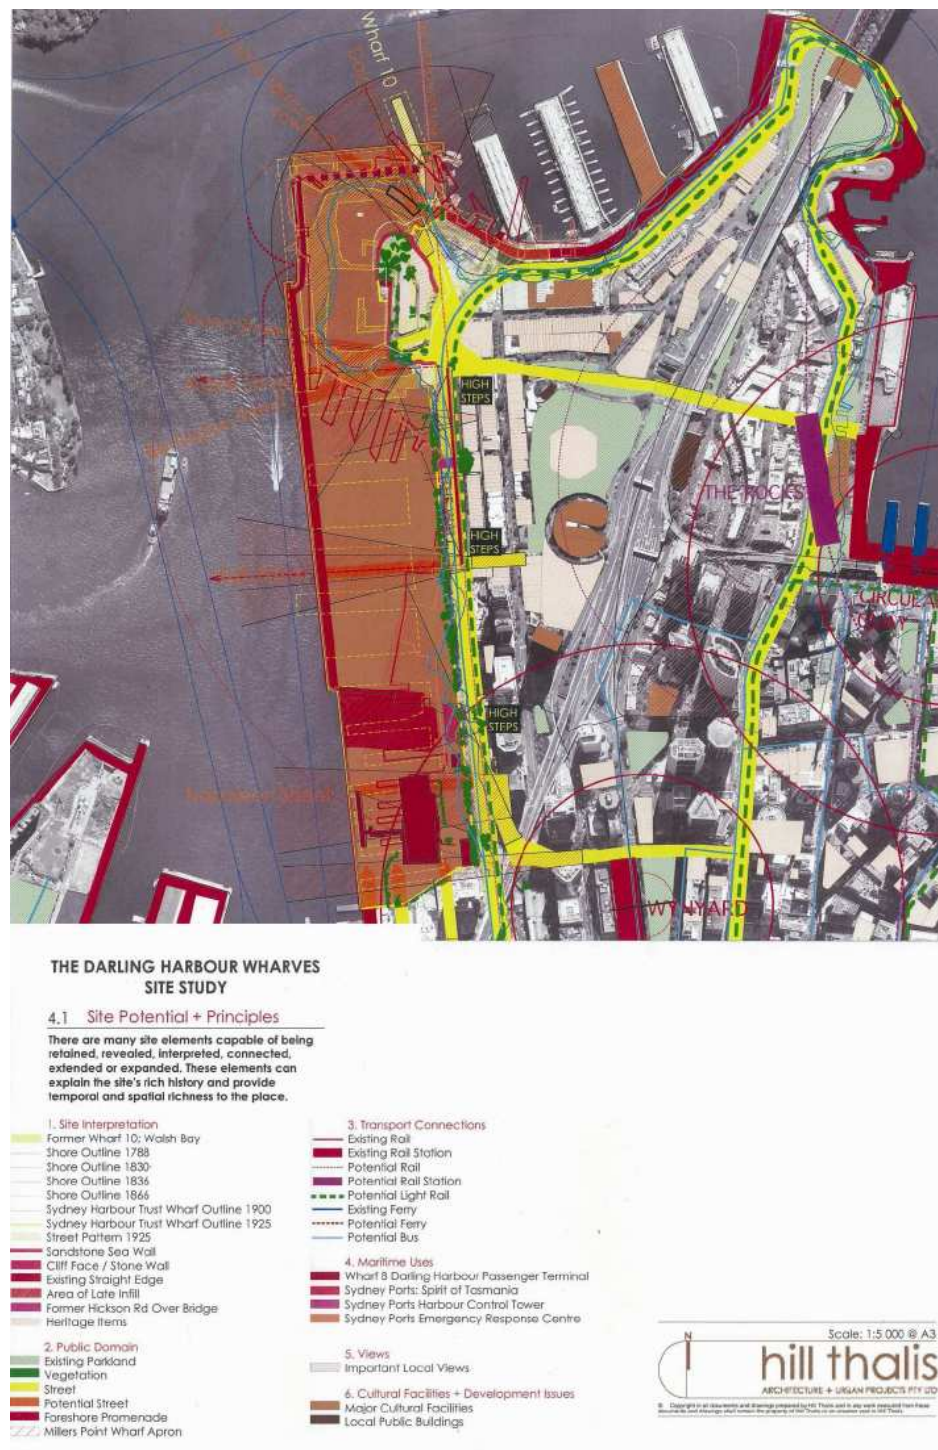 Wharf 10
HIGH
STEPS
THE ROCKS
HIGH
STEPS
HIGH
STEPS
WYNYARD
THE DARLING HARBOUR WHARVES
SITE STUDY
4.1 Site Potential + Principles
There are many site elements capable of being
retained, revealed, interpreted, connected,
extended or expanded. These elements can
explain the site's rich history and provide
temporal and spatial richness to the place.
1. Site Interpretation
Former Wharf 10; Walsh Bay
Shore Outline 1788
Shore Outline 1830
Shore Outline 1836
Shore Outline 1866
Sydney Harbour Trust Wharf Outline 1900
Sydney Harbour Trust Wharf Outline 1925
Street Pattern 1925
Sandstone Sea Wall
Cliff Face / Stone Wall
Existing Straight Edge
Area of Late Infill
Former Hickson Rd Over Bridge
Heritage Items
2. Public Domain
Existing Parkland
Vegetation
Street
Potential Street
Foreshore Promenade
Millers Point Wharf Apron
3. Transport Connections
Existing Rail
Existing Rail Station
Potential Rail
Potential Rail Station
Potential Light Rail
Existing Ferry
Potential Ferry
Potential Bus
4. Maritime Uses
Wharf 8 Darling Harbour Passenger Terminal
Sydney Ports: Spirit of Tasmania
Sydney Ports Harbour Control Tower
Sydney Ports Emergency Response Centre
5. Views
Important Local Views
6. Cultural Facilities + Development Issues
Major Cultural Facilities
Local Public Buildings
N
Scale: 1:5 000 @ A3
hill thalis
ARCHITECTURE + URBAN PROJECTS PTY LTD